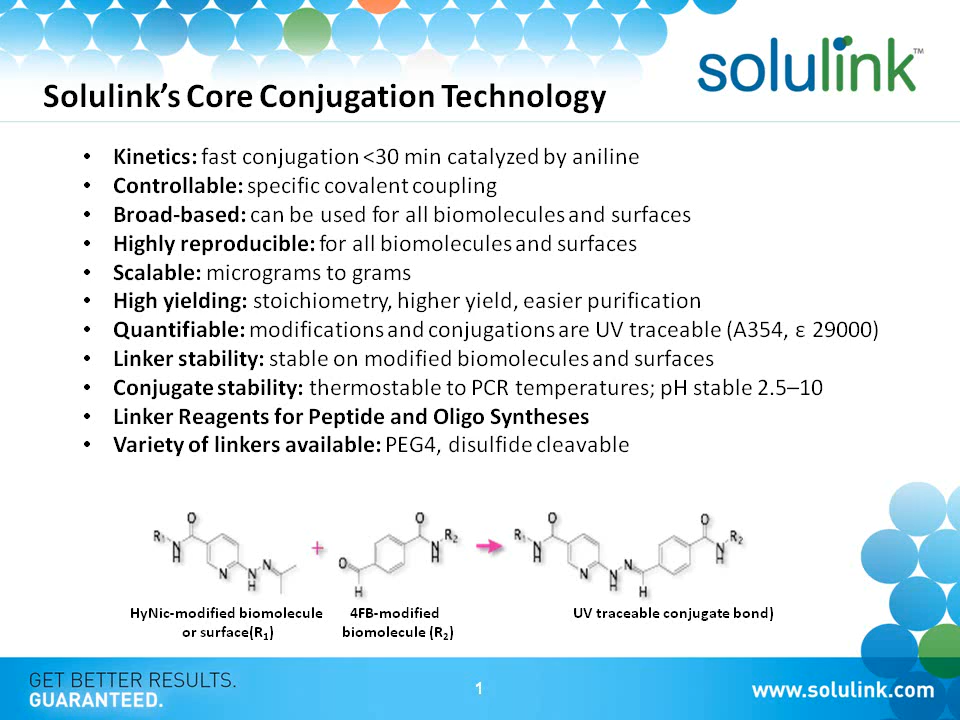 solulink™
Solulink's Core Conjugation Technology
• Kinetics: fast conjugation <30 min catalyzed by aniline
• Controllable: specific covalent coupling
• Broad-based: can be used for all biomolecules and surfaces
• Highly reproducible: for all biomolecules and surfaces
• Scalable: micrograms to grams
• High yielding: stoichiometry, higher yield, easier purification
• Quantifiable: modifications and conjugations are UV traceable (A354, ε 29000)
• Linker stability: stable on modified biomolecules and surfaces
• Conjugate stability: thermostable to PCR temperatures; pH stable 2.5–10
• Linker Reagents for Peptide and Oligo Syntheses
• Variety of linkers available: PEG4, disulfide cleavable
R₁ N H O N N H N + O H O N H R₂ R₁ N H O N N H N H O N H R₂
HyNic-modified biomolecule
or surface(R₁)
4FB-modified
biomolecule (R₂)
UV traceable conjugate bond)
GET BETTER RESULTS.
GUARANTEED.
1
www.solulink.com